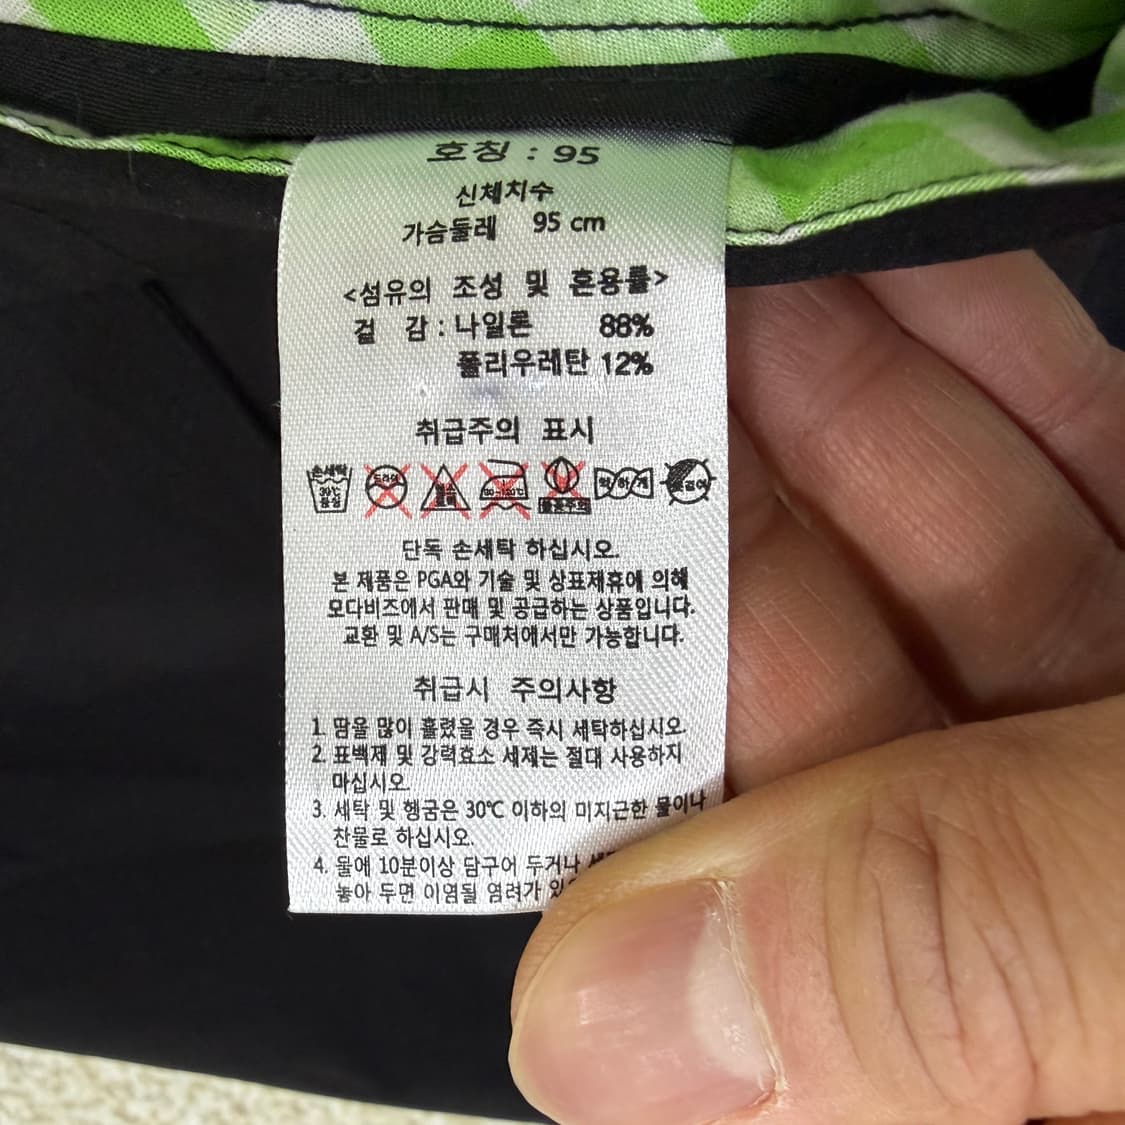 호칭 : 95
신체치수
가슴둘레 95 cm
<섬유의 조성 및 혼용률>
겉 감 : 나일론 88%
폴리우레탄 12%
취급주의 표시
손세탁 30℃ 중성 드라이 약하게
단독 손세탁 하십시오.
본 제품은 PGA와 기술 및 상표제휴에 의해
모다비즈에서 판매 및 공급하는 상품입니다.
교환 및 A/S는 구매처에서만 가능합니다.
취급시 주의사항
1. 땀을 많이 흘렸을 경우 즉시 세탁하십시오.
2. 표백제 및 강력효소 세제는 절대 사용하지
마십시오.
3. 세탁 및 헹굼은 30℃ 이하의 미지근한 물이나
찬물로 하십시오.
4. 물에 10분이상 담구어 두거나
놓아 두면 이염될 염려가